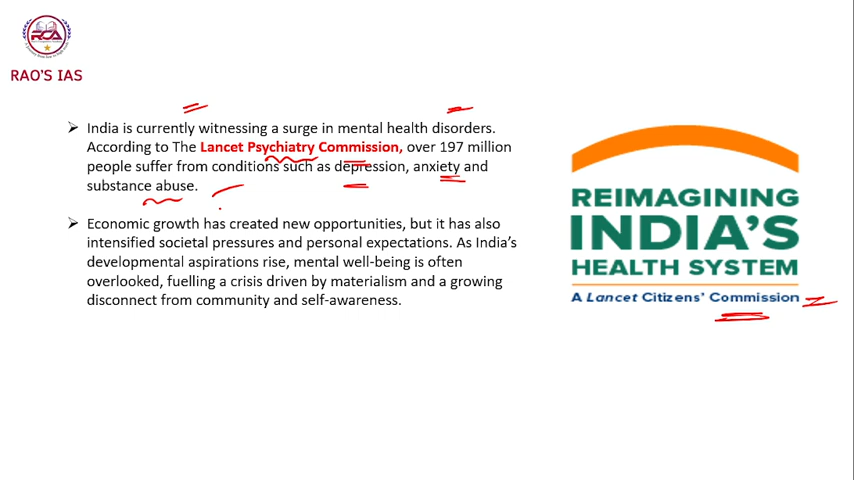 RCA
RAO'S IAS
➤ India is currently witnessing a surge in mental health disorders.
According to The Lancet Psychiatry Commission, over 197 million
people suffer from conditions such as depression, anxiety and
substance abuse.
➤ Economic growth has created new opportunities, but it has also
intensified societal pressures and personal expectations. As India's
developmental aspirations rise, mental well-being is often
overlooked, fuelling a crisis driven by materialism and a growing
disconnect from community and self-awareness.
REIMAGINING
INDIA'S
HEALTH SYSTEM
A Lancet Citizens' Commission